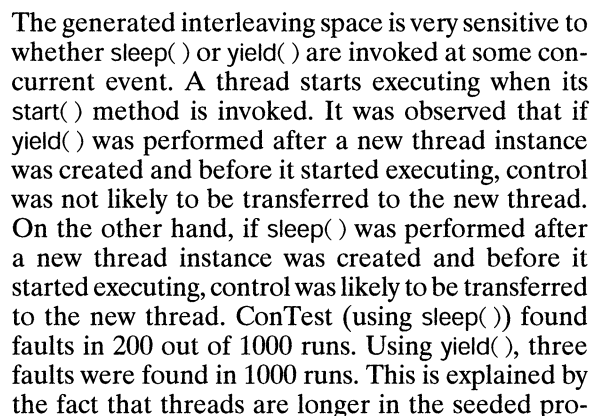 The generated interleaving space is very sensitive to
whether sleep( ) or yield( ) are invoked at some con-
current event. A thread starts executing when its
start( ) method is invoked. It was observed that if
yield( ) was performed after a new thread instance
was created and before it started executing, control
was not likely to be transferred to the new thread.
On the other hand, if sleep( ) was performed after
a new thread instance was created and before it
started executing, control was likely to be transferred
to the new thread. ConTest (using sleep( )) found
faults in 200 out of 1000 runs. Using yield( ), three
faults were found in 1000 runs. This is explained by
the fact that threads are longer in the seeded pro-